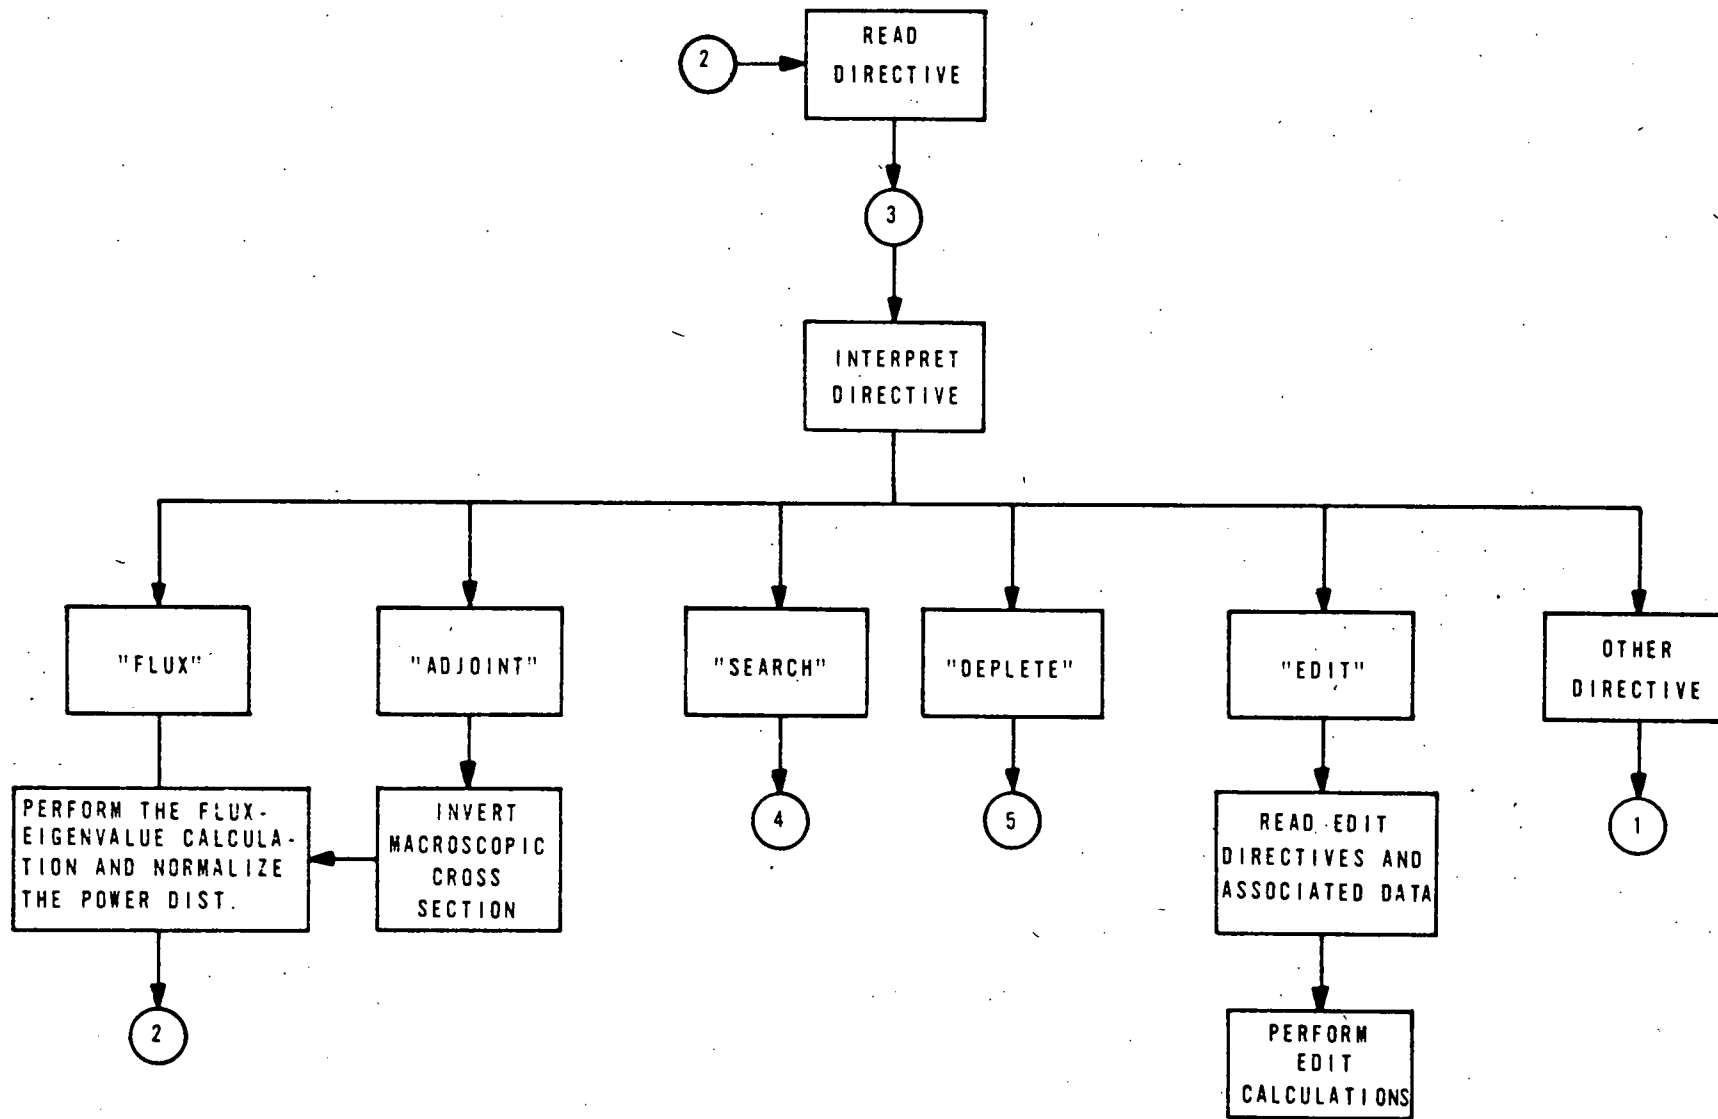 READ
DIRECTIVE
2
3
INTERPRET
DIRECTIVE
"FLUX"
"ADJOINT"
"SEARCH"
"DEPLETE"
"EDIT"
OTHER
DIRECTIVE
PERFORM THE FLUX-
EIGENVALUE CALCULA-
TION AND NORMALIZE
THE POWER DIST.
INVERT
MACROSCOPIC
CROSS
SECTION
4
5
READ EDIT
DIRECTIVES AND
ASSOCIATED DATA
1
2
PERFORM
EDIT
CALCULATIONS